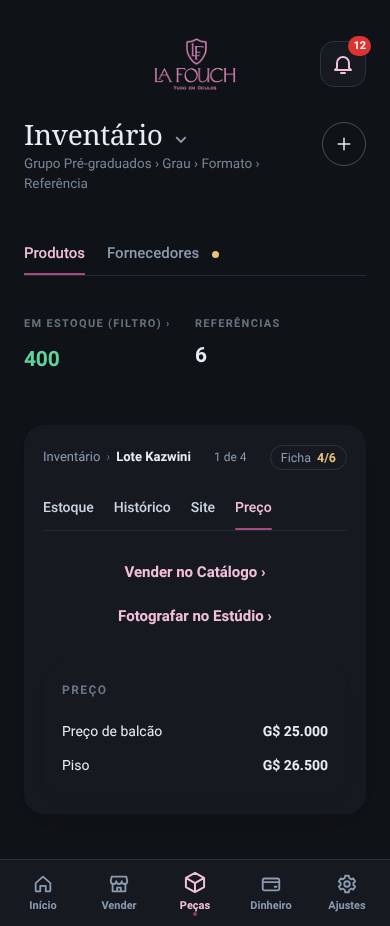 LF
LA FOUCH
TUDO EM ÓCULOS
12
Inventário
Grupo Pré-graduados › Grau › Formato ›
Referência
Produtos Fornecedores
EM ESTOQUE (FILTRO) › REFERÊNCIAS
400 6
Inventário › Lote Kazwini 1 de 4 Ficha 4/6
Estoque Histórico Site Preço
Vender no Catálogo ›
Fotografar no Estúdio ›
PREÇO
Preço de balcão G$ 25.000
Piso G$ 26.500
Início Vender Peças Dinheiro Ajustes